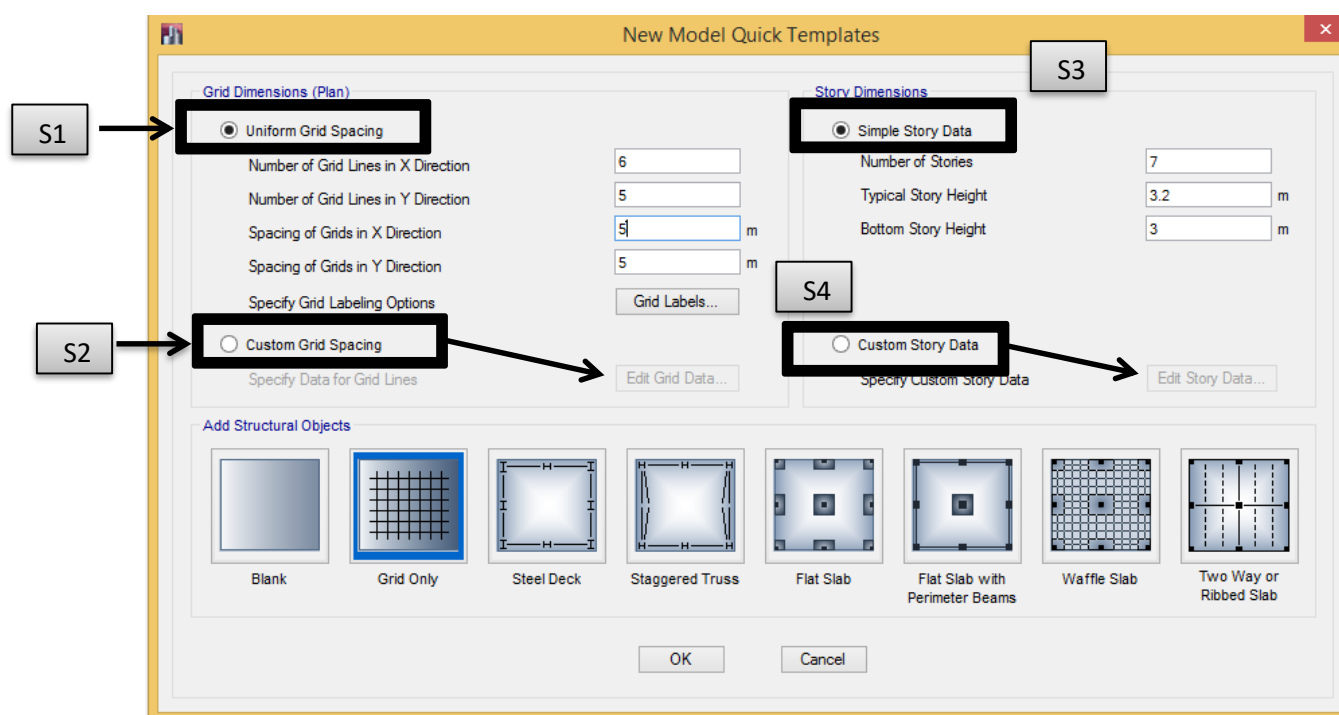 New Model Quick Templates
S3
Grid Dimensions (Plan)
S1
Uniform Grid Spacing
Number of Grid Lines in X Direction 6
Number of Grid Lines in Y Direction 5
Spacing of Grids in X Direction 5 m
Spacing of Grids in Y Direction 5 m
Specify Grid Labeling Options Grid Labels...
S2
Custom Grid Spacing
Specify Data for Grid Lines Edit Grid Data...
Story Dimensions
Simple Story Data
Number of Stories 7
Typical Story Height 3.2 m
Bottom Story Height 3 m
S4
Custom Story Data
Specify Custom Story Data Edit Story Data...
Add Structural Objects
Blank
Grid Only
Steel Deck
Staggered Truss
Flat Slab
Flat Slab with
Perimeter Beams
Waffle Slab
Two Way or
Ribbed Slab
OK
Cancel